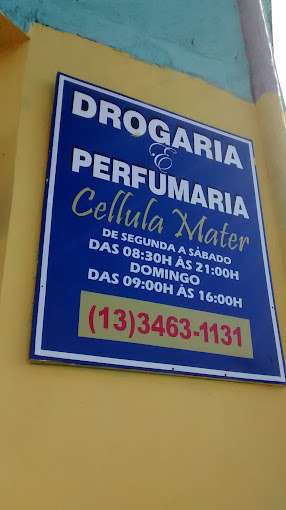 DROGARIA
E
PERFUMARIA
Cellula Mater
DE SEGUNDA A SÁBADO
DAS 08:30H ÀS 21:00H
DOMINGO
DAS 09:00H ÀS 16:00H
(13)3463-1131